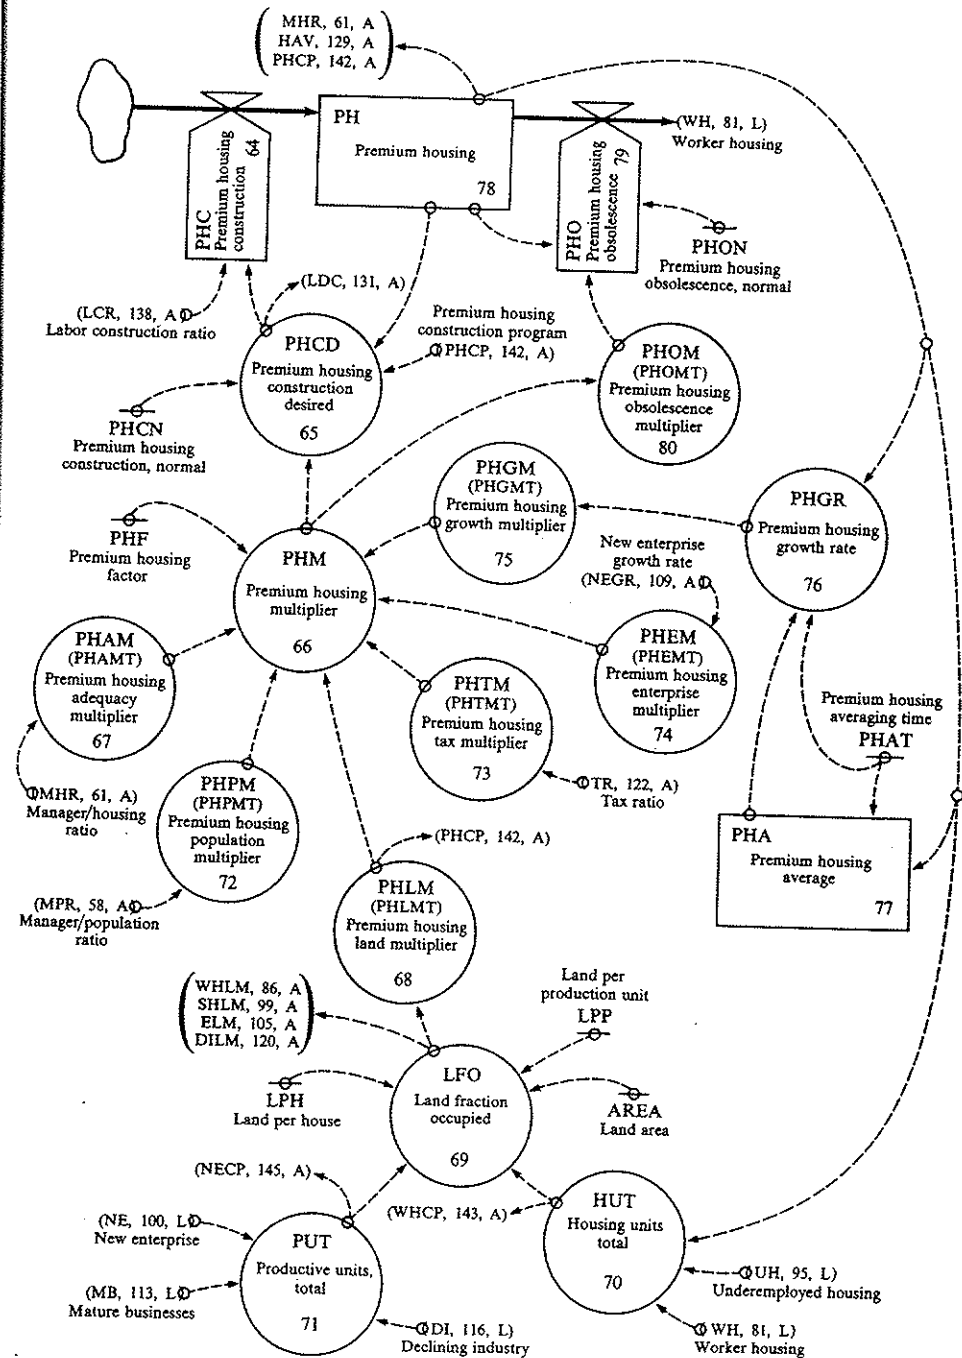 MHR, 61, A
HAV, 129, A
PHCP, 142, A
PH
Premium housing
78
PHC
Premium housing
construction
64
PHO
Premium housing
obsolescence
79
(WH, 81, L)
Worker housing
PHON
Premium housing
obsolescence, normal
(LCR, 138, A)
Labor construction ratio
(LDC, 131, A)
Premium housing
construction program
(PHCP, 142, A)
PHCD
Premium housing
construction
desired
65
PHOM
(PHOMT)
Premium housing
obsolescence
multiplier
80
PHCN
Premium housing
construction, normal
PHGM
(PHGMT)
Premium housing
growth multiplier
75
PHGR
Premium housing
growth rate
76
PHF
Premium housing
factor
PHM
Premium housing
multiplier
66
New enterprise
growth rate
(NEGR, 109, A)
PHAM
(PHAMT)
Premium housing
adequacy
multiplier
67
PHEM
(PHEMT)
Premium housing
enterprise
multiplier
74
PHTM
(PHTMT)
Premium housing
tax multiplier
73
Premium housing
averaging time
PHAT
(MHR, 61, A)
Manager/housing
ratio
PHPM
(PHPMT)
Premium housing
population
multiplier
72
(TR, 122, A)
Tax ratio
(PHCP, 142, A)
PHA
Premium housing
average
77
(MPR, 58, A)
Manager/population
ratio
PHLM
(PHLMT)
Premium housing
land multiplier
68
WHLM, 86, A
SHLM, 99, A
ELM, 105, A
DILM, 120, A
Land per
production unit
LPP
LPH
Land per house
LFO
Land fraction
occupied
69
AREA
Land area
(NECP, 145, A)
(WHCP, 143, A)
HUT
Housing units
total
70
(NE, 100, L)
New enterprise
PUT
Productive units,
total
71
(MB, 113, L)
Mature businesses
(UH, 95, L)
Underemployed housing
(DI, 116, L)
Declining industry
(WH, 81, L)
Worker housing